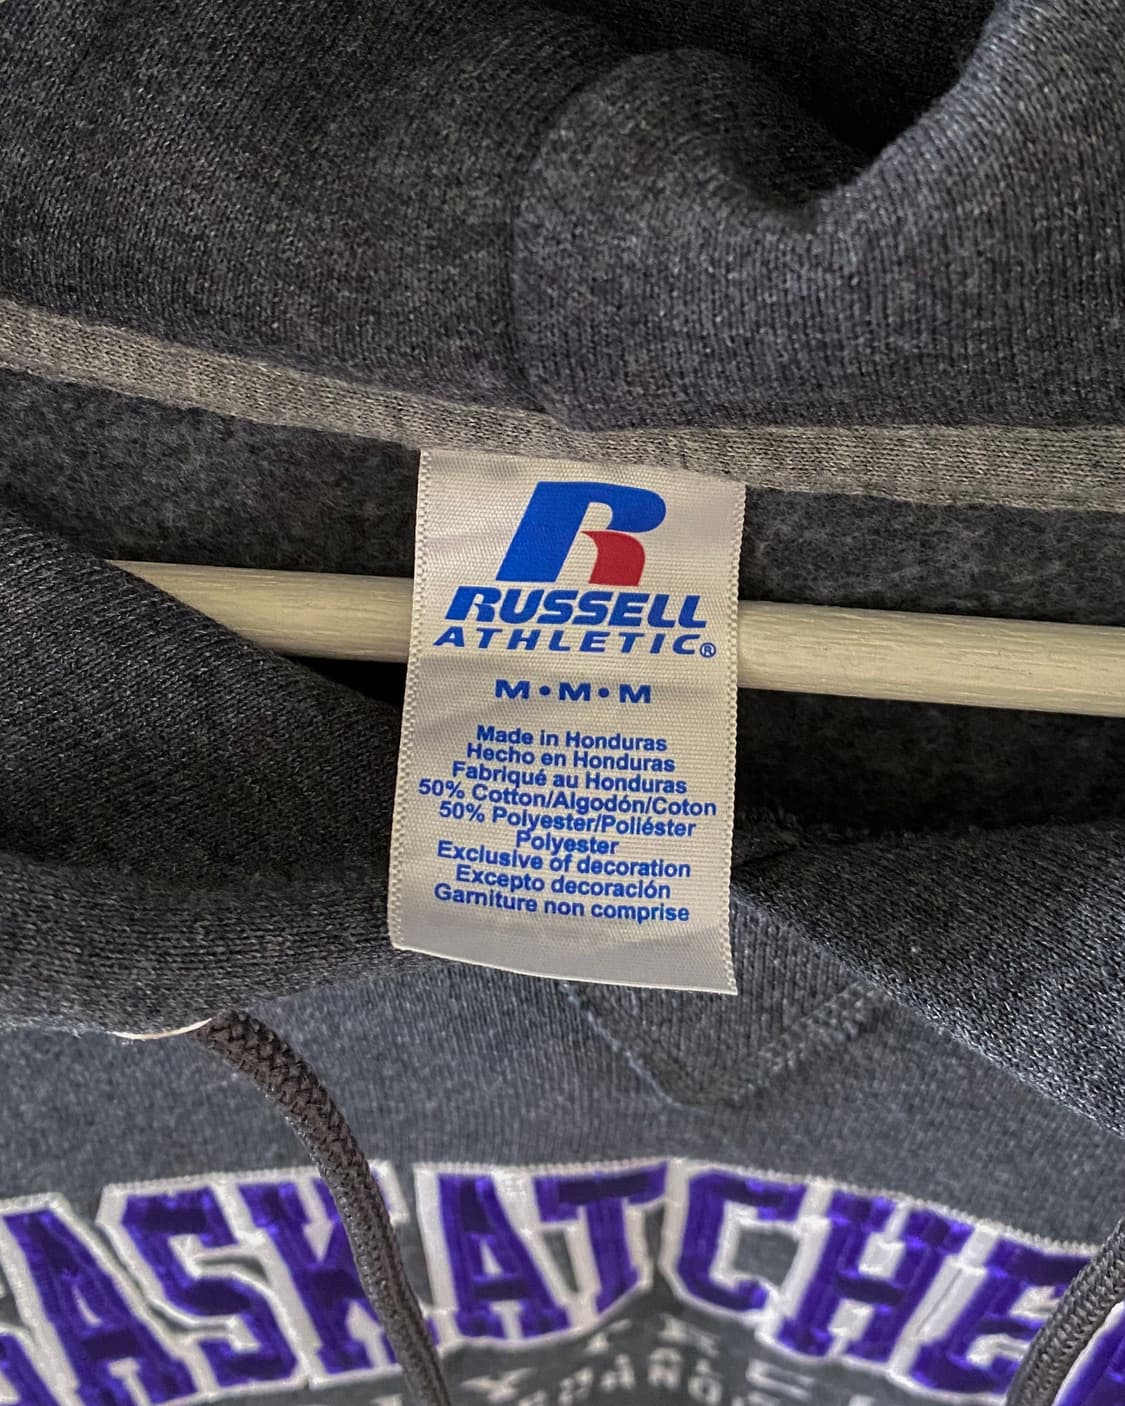 RUSSELL
ATHLETIC®
M•M•M
Made in Honduras
Hecho en Honduras
Fabriqué au Honduras
50% Cotton/Algodón/Coton
50% Polyester/Poliéster
Polyester
Exclusive of decoration
Excepto decoración
Garniture non comprise
SASKATCHE